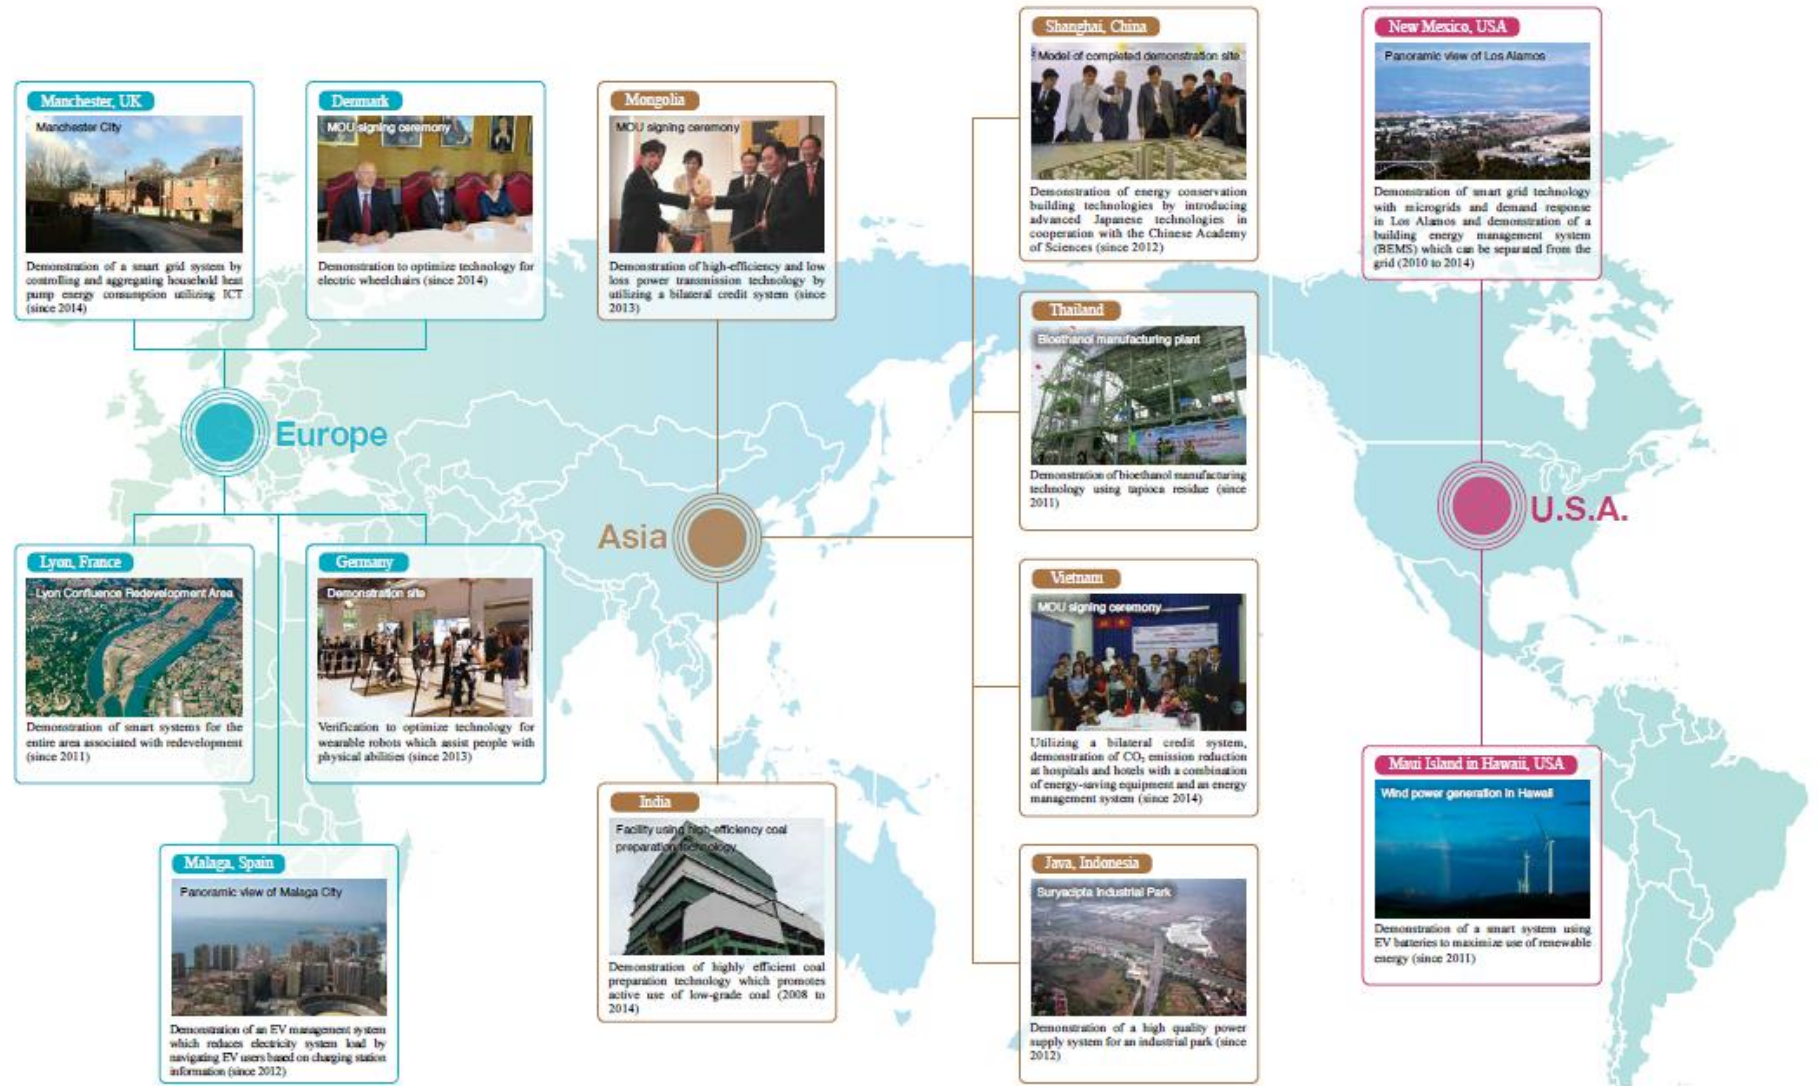 Manchester, UK
Manchester City
Demonstration of a smart grid system by
controlling and aggregating household heat
pump energy consumption utilizing ICT
(since 2014)
Denmark
MOU signing ceremony
Demonstration to optimize technology for
electric wheelchairs (since 2014)
Mongolia
MOU signing ceremony
Demonstration of high-efficiency and low
loss power transmission technology by
utilizing a bilateral credit system (since
2013)
Shanghai, China
Model of completed demonstration site
Demonstration of energy conservation
building technologies by introducing
advanced Japanese technologies in
cooperation with the Chinese Academy
of Sciences (since 2012)
New Mexico, USA
Panoramic view of Los Alamos
Demonstration of smart grid technology
with microgrids and demand response
in Los Alamos and demonstration of a
building energy management system
(BEMS) which can be separated from the
grid (2010 to 2014)
Thailand
Bioethanol manufacturing plant
Demonstration of bioethanol manufacturing
technology using tapioca residue (since
2011)
Europe
Asia
U.S.A.
Lyon, France
Lyon Confluence Redevelopment Area
Demonstration of smart systems for the
entire area associated with redevelopment
(since 2011)
Germany
Demonstration site
Verification to optimize technology for
wearable robots which assist people with
physical abilities (since 2013)
Vietnam
MOU signing ceremony
Utilizing a bilateral credit system,
demonstration of CO₂ emission reduction
at hospitals and hotels with a combination
of energy-saving equipment and an energy
management system (since 2014)
Maui Island in Hawaii, USA
Wind power generation in Hawaii
Demonstration of a smart system using
EV batteries to maximize use of renewable
energy (since 2011)
India
Facility using high-efficiency coal
preparation technology
Demonstration of highly efficient coal
preparation technology which promotes
active use of low-grade coal (2008 to
2014)
Malaga, Spain
Panoramic view of Malaga City
Demonstration of an EV management system
which reduces electricity system load by
navigating EV users based on charging station
information (since 2012)
Java, Indonesia
Suryacipta Industrial Park
Demonstration of a high quality power
supply system for an industrial park (since
2012)